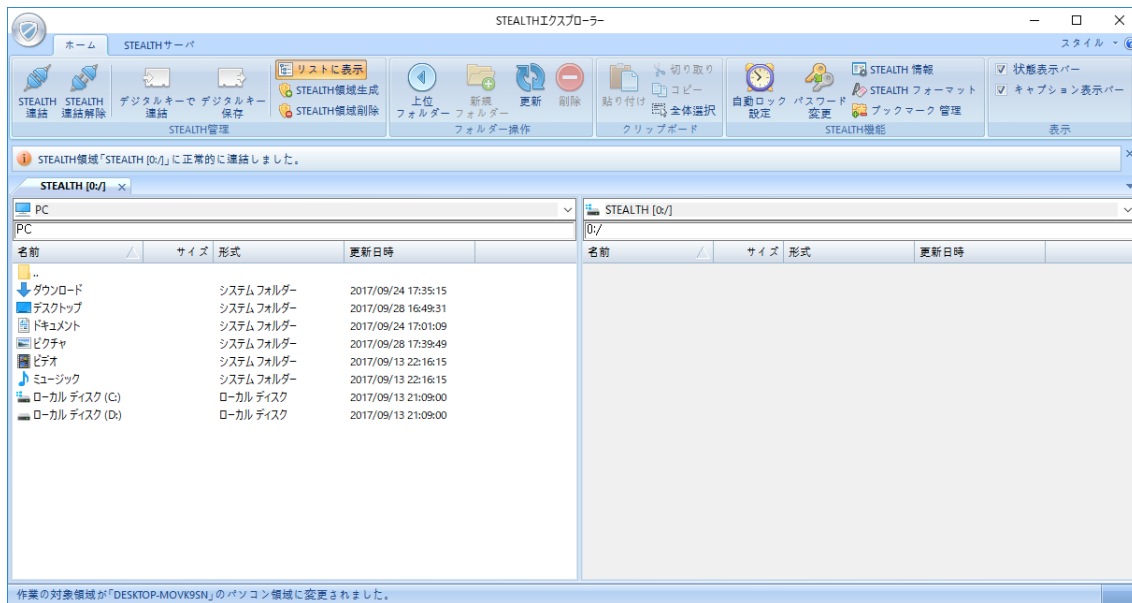 STEALTHエクスプローラー
ホーム STEALTHサーバ スタイル
STEALTH 連結
STEALTH 連結解除
デジタルキーで 連結
デジタルキー 保存
リストに表示
STEALTH領域生成
STEALTH領域削除
STEALTH管理
上位 フォルダー
新規 フォルダー
更新
削除
フォルダー操作
貼り付け
切り取り
コピー
全体選択
クリップボード
自動ロック 設定
パスワード 変更
STEALTH 情報
STEALTH フォーマット
ブックマーク 管理
STEALTH機能
状態表示バー
キャプション表示バー
表示
STEALTH領域「STEALTH [0:/]」に正常的に連結しました。
STEALTH [0:/]
PC
PC
名前 サイズ 形式 更新日時
..
ダウンロード システム フォルダー 2017/09/24 17:35:15
デスクトップ システム フォルダー 2017/09/28 16:49:31
ドキュメント システム フォルダー 2017/09/24 17:01:09
ピクチャ システム フォルダー 2017/09/28 17:39:49
ビデオ システム フォルダー 2017/09/13 22:16:15
ミュージック システム フォルダー 2017/09/13 22:16:15
ローカル ディスク (C:) ローカル ディスク 2017/09/13 21:09:00
ローカル ディスク (D:) ローカル ディスク 2017/09/13 21:09:00
STEALTH [0:/]
0:/
名前 サイズ 形式 更新日時
作業の対象領域が「DESKTOP-MOVK9SN」のパソコン領域に変更されました。